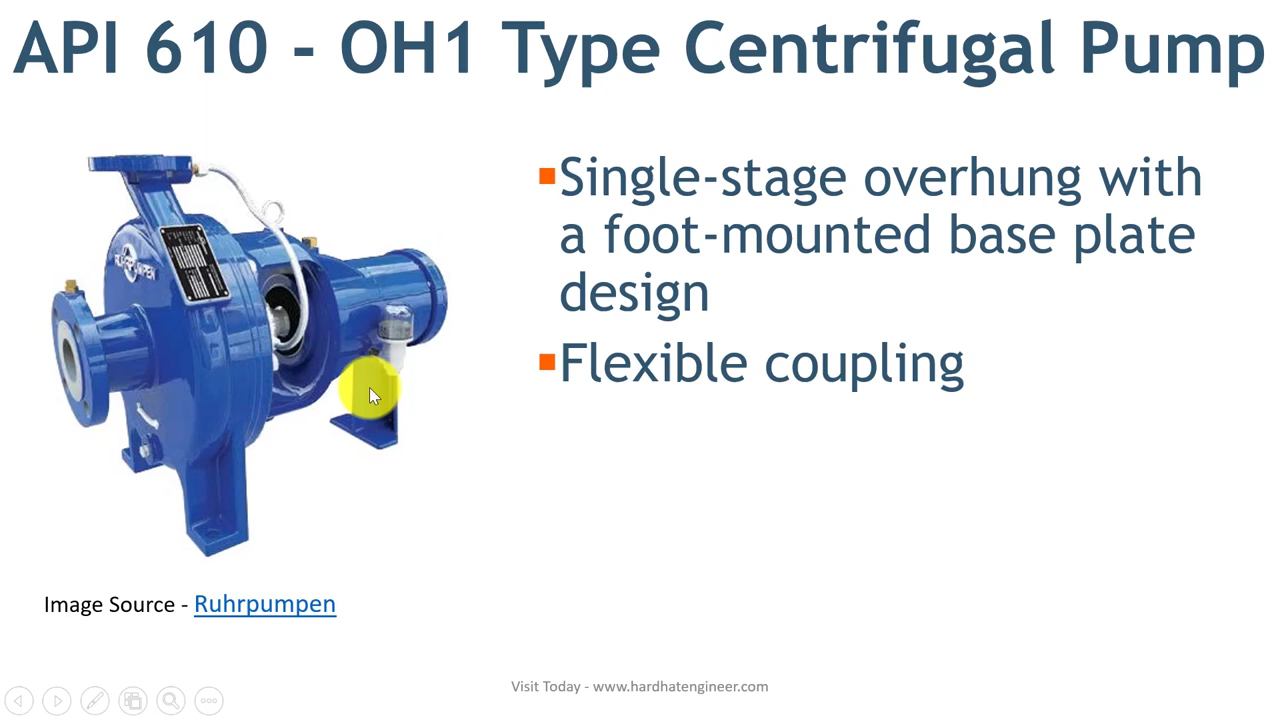 API 610 - OH1 Type Centrifugal Pump
RUHRPUMPEN
▪Single-stage overhung with
a foot-mounted base plate
design
▪Flexible coupling
Image Source - Ruhrpumpen
Visit Today - www.hardhatengineer.com